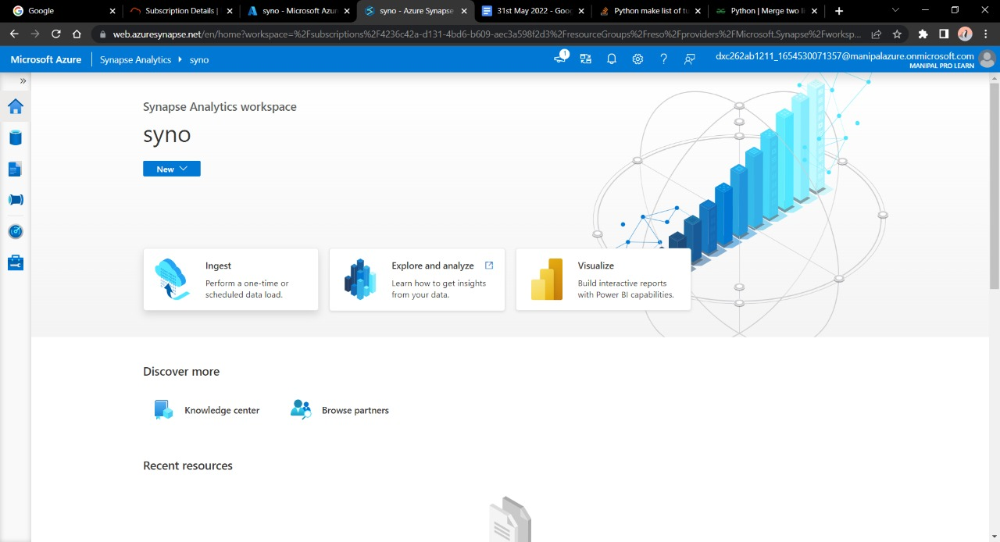 Google
Subscription Details |
syno - Microsoft Azur
syno - Azure Synapse
31st May 2022 - Goog
Python make list of tu
Python | Merge two li
web.azuresynapse.net/en/home?workspace=%2Fsubscriptions%2F4236c42a-d131-4bd6-b609-aec3a598f2d3%2FresourceGroups%2Freso%2Fproviders%2FMicrosoft.Synapse%2Fworksp...
Microsoft Azure
Synapse Analytics
syno
1
dxc262ab1211_1654530071357@manipalazure.onmicrosoft.com
MANIPAL PRO LEARN
Synapse Analytics workspace
syno
New
Ingest
Perform a one-time or
scheduled data load.
Explore and analyze
Learn how to get insights
from your data.
Visualize
Build interactive reports
with Power BI capabilities.
Discover more
Knowledge center
Browse partners
Recent resources